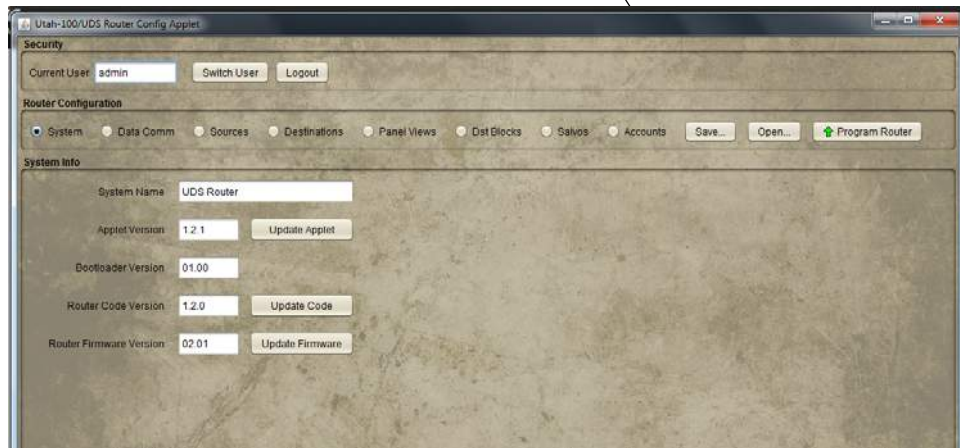 Utah-100/UDS Router Config Applet
Security
Current User admin Switch User Logout
Router Configuration
System Data Comm Sources Destinations Panel Views Dst Blocks Salvos Accounts Save... Open... Program Router
System Info
System Name UDS Router
Applet Version 1.2.1 Update Applet
Bootloader Version 01.00
Router Code Version 1.2.0 Update Code
Router Firmware Version 02.01 Update Firmware